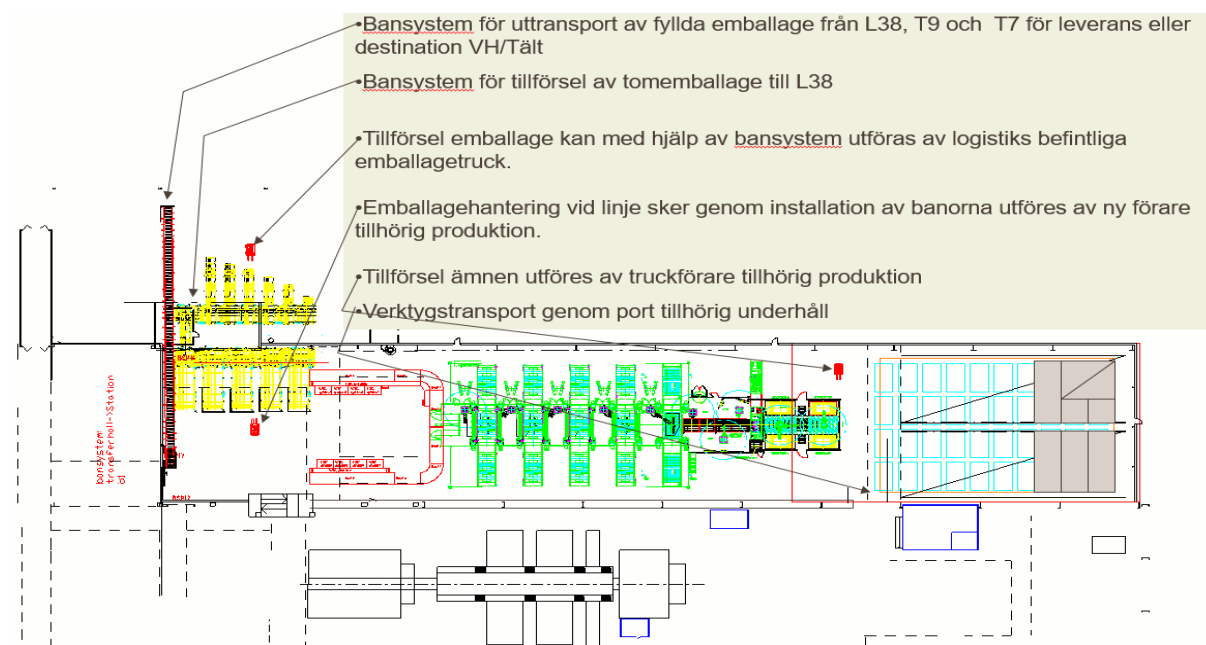 •Bansystem för uttransport av fyllda emballage från L38, T9 och T7 för leverans eller
destination VH/Tält
•Bansystem för tillförsel av tomemballage till L38
•Tillförsel emballage kan med hjälp av bansystem utföras av logistiks befintliga
emballagetruck.
•Emballagehantering vid linje sker genom installation av banorna utföres av ny förare
tillhörig produktion.
•Tillförsel ämnen utföres av truckförare tillhörig produktion
•Verktygstransport genom port tillhörig underhåll
bansystem